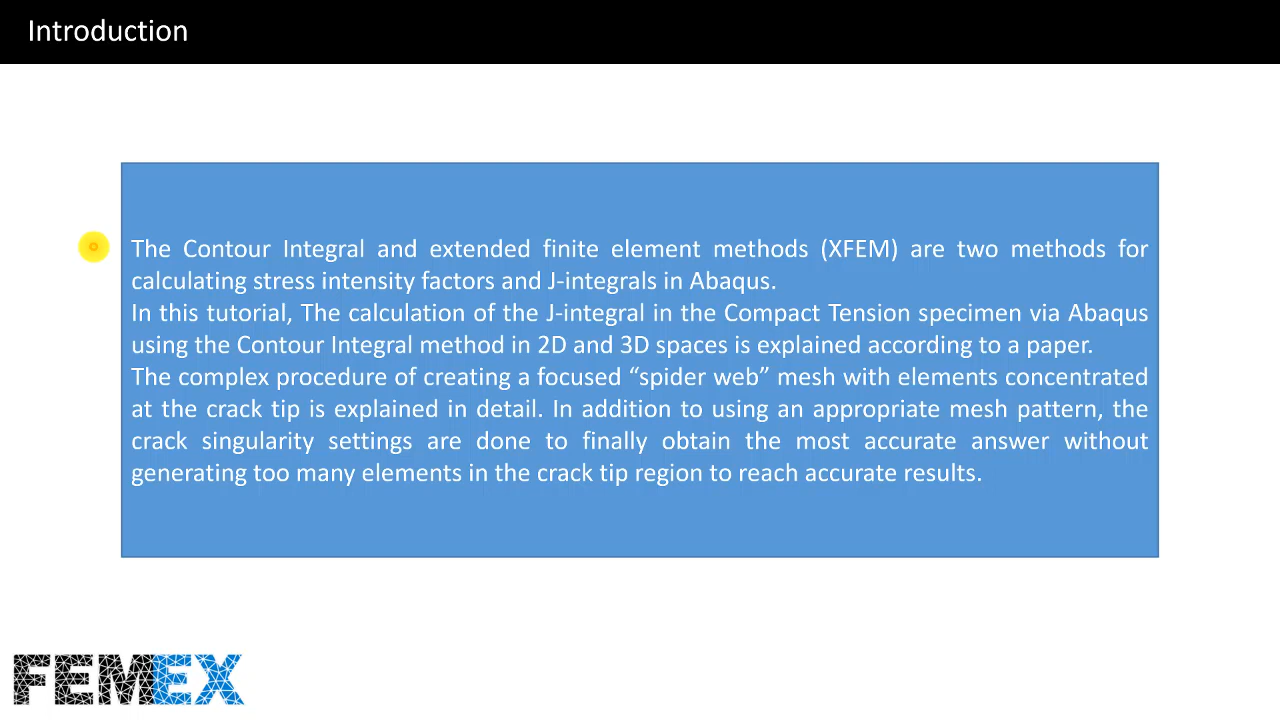 Introduction
The Contour Integral and extended finite element methods (XFEM) are two methods for
calculating stress intensity factors and J-integrals in Abaqus.
In this tutorial, The calculation of the J-integral in the Compact Tension specimen via Abaqus
using the Contour Integral method in 2D and 3D spaces is explained according to a paper.
The complex procedure of creating a focused “spider web” mesh with elements concentrated
at the crack tip is explained in detail. In addition to using an appropriate mesh pattern, the
crack singularity settings are done to finally obtain the most accurate answer without
generating too many elements in the crack tip region to reach accurate results.
FEMEX